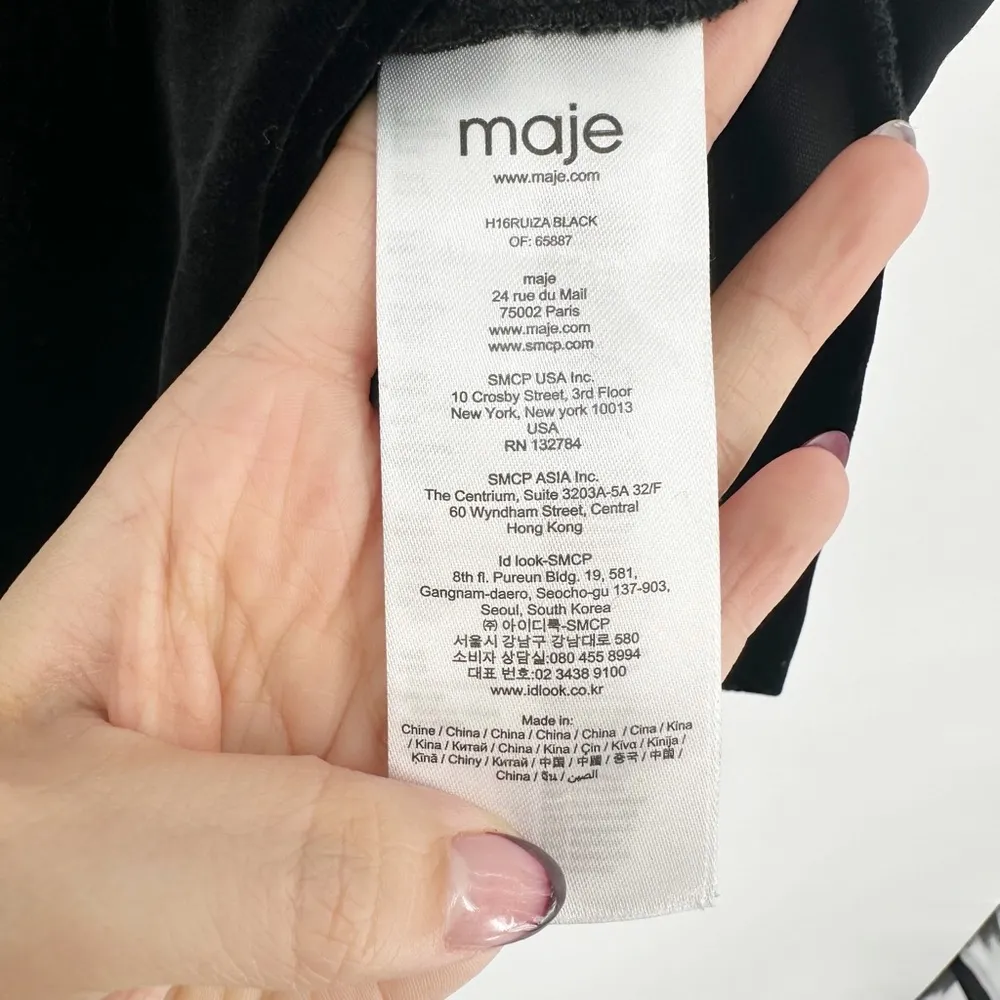 maje
www.maje.com
H16RUiZA BLACK
OF: 65887
maje
24 rue du Mail
75002 Paris
www.maje.com
www.smcp.com
SMCP USA Inc.
10 Crosby Street, 3rd Floor
New York, New york 10013
USA
RN 132784
SMCP ASIA Inc.
The Centrium, Suite 3203A-5A 32/F
60 Wyndham Street, Central
Hong Kong
Id look-SMCP
8th fl. Pureun Bldg. 19, 581,
Gangnam-daero, Seocho-gu 137-903,
Seoul, South Korea
㈜ 아이디룩-SMCP
서울시 강남구 강남대로 580
소비자 상담실:080 455 8994
대표 번호:02 3438 9100
www.idlook.co.kr
Made in:
Chine / China / China / China / China / Cina / Kina
/ Kina / Китай / China / Kina / Çin / Κίνα / Kinija /
Ķīnā / Chiny / Китай / 中国 / 中國 / 중국 / 中国 /
China / จีน / الصين